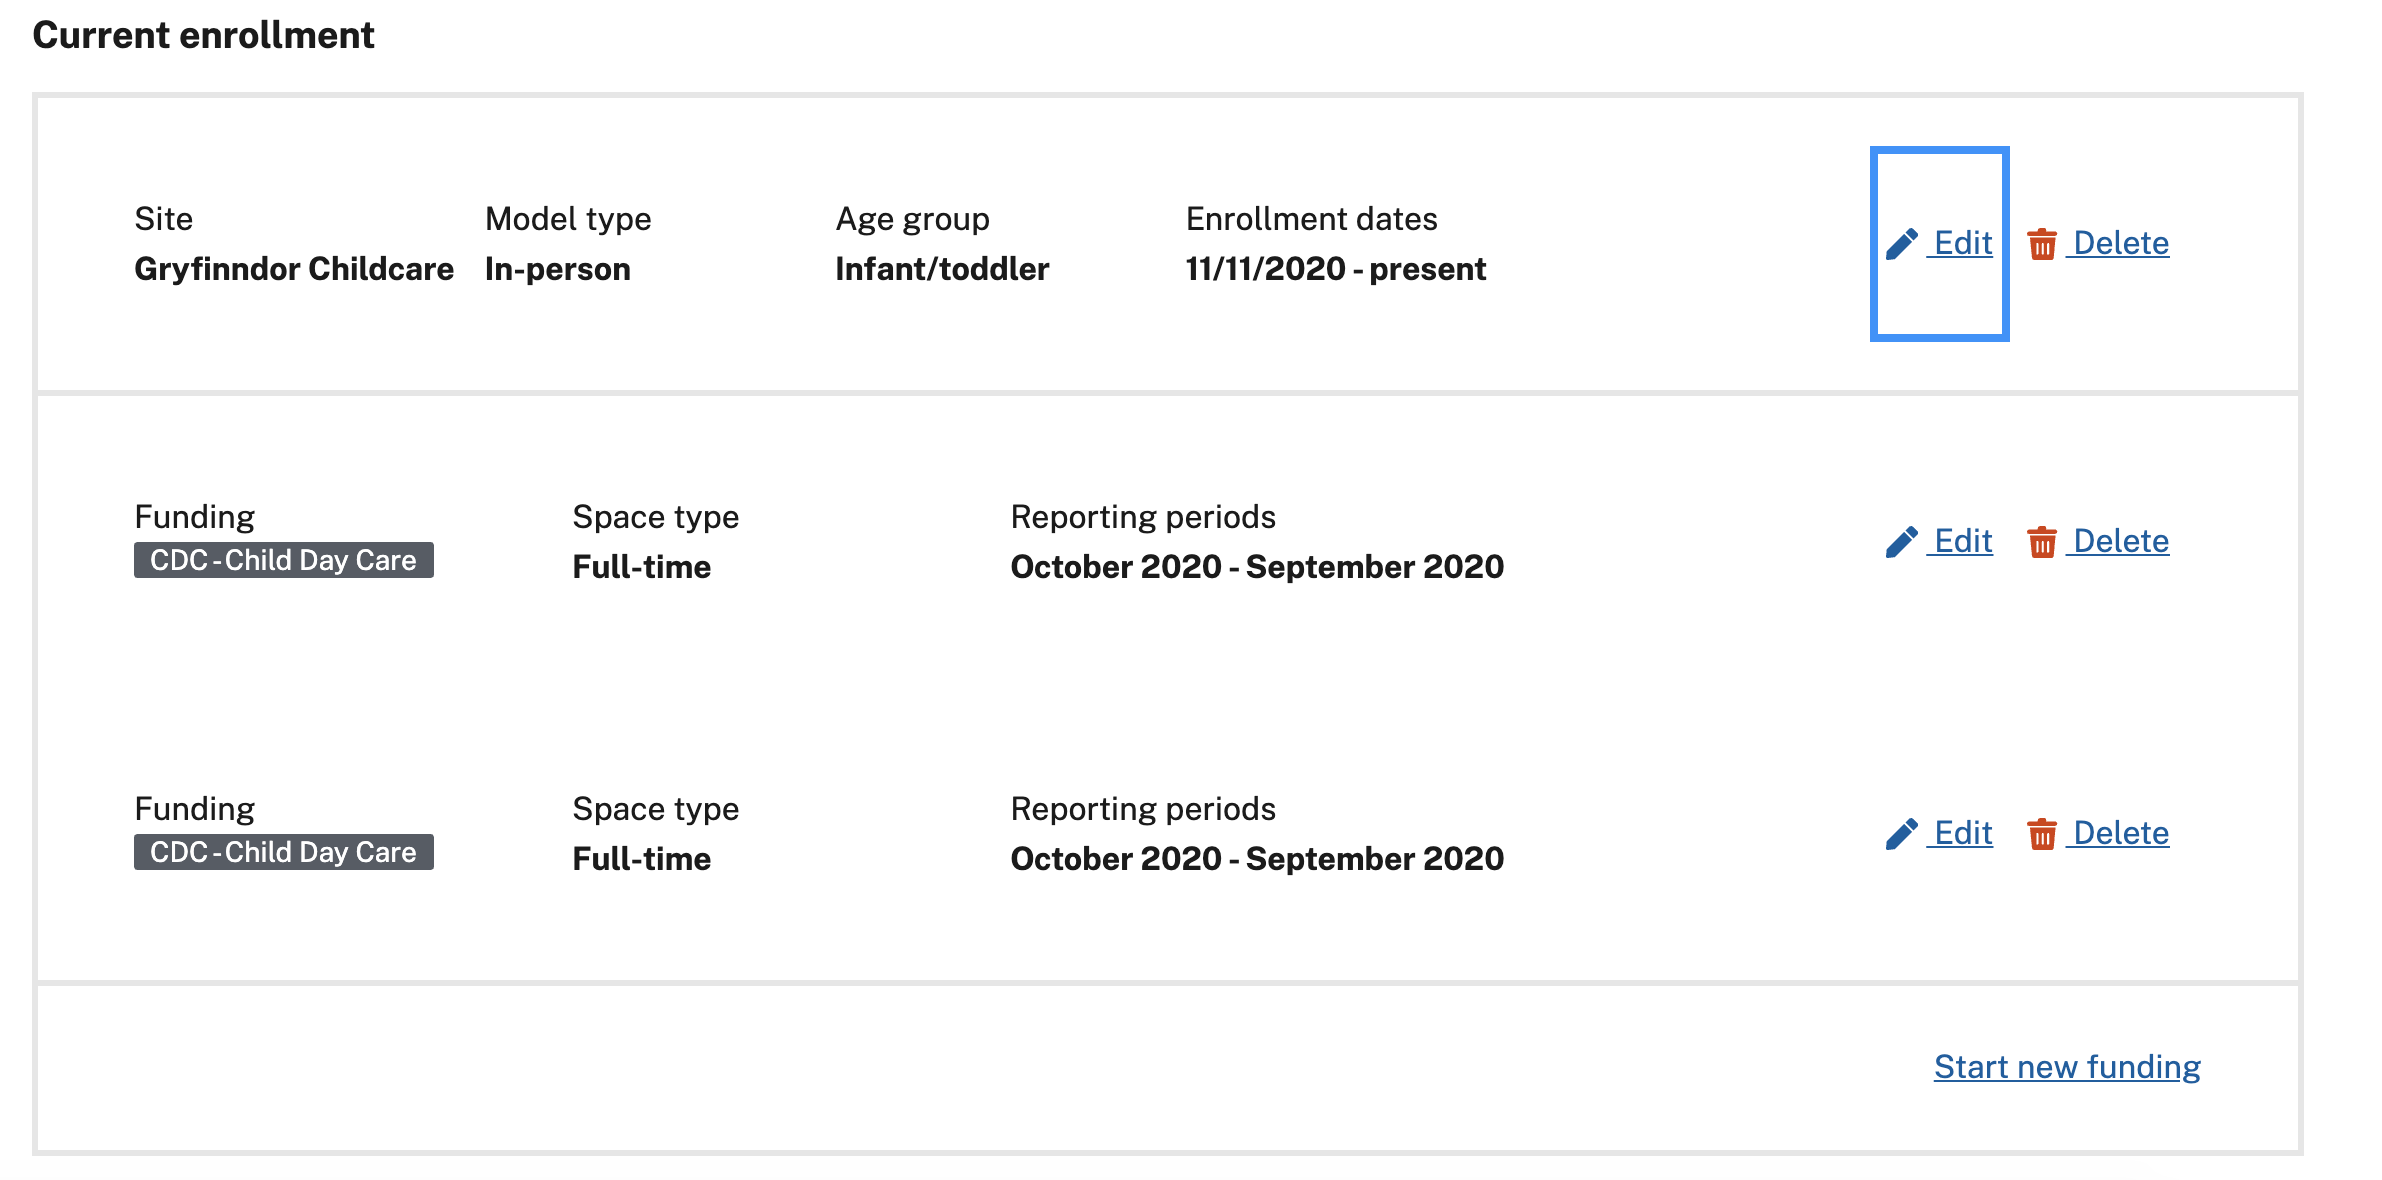 Current enrollment
Site Model type Age group Enrollment dates
Gryfinndor Childcare In-person Infant/toddler 11/11/2020 - present
Edit Delete
Funding Space type Reporting periods
CDC - Child Day Care Full-time October 2020 - September 2020
Edit Delete
Funding Space type Reporting periods
CDC - Child Day Care Full-time October 2020 - September 2020
Edit Delete
Start new funding